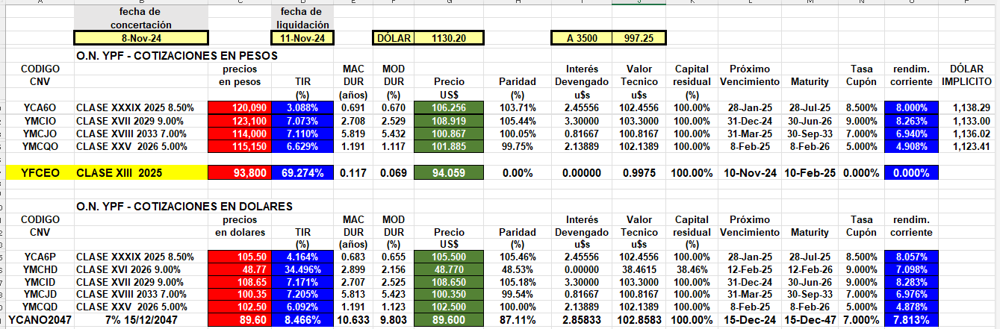 A B C D E F G H I J K L M N O P
fecha de fecha de
concertación liquidación
8-Nov-24 11-Nov-24 DÓLAR 1130.20 A 3500 997.25
O.N. YPF - COTIZACIONES EN PESOS
CODIGO precios MAC MOD Interés Valor Capital Próximo Tasa rendim. DÓLAR
CNV en pesos TIR DUR DUR Precio Paridad Devengado Tecnico residual Vencimiento Maturity Cupón corriente IMPLICITO
(%) (años) (%) US$ (%) u$s u$s (%)
YCA6O CLASE XXXIX 2025 8.50% 120,090 3.088% 0.691 0.670 106.256 103.71% 2.45556 102.4556 100.00% 28-Jan-25 28-Jul-25 8.500% 8.000% 1,138.29
YMCIO CLASE XVII 2029 9.00% 123,100 7.073% 2.708 2.529 108.919 105.44% 3.30000 103.3000 100.00% 31-Dec-24 30-Jun-26 9.000% 8.263% 1,133.00
YMCJO CLASE XVIII 2033 7.00% 114,000 7.110% 5.819 5.432 100.867 100.05% 0.81667 100.8167 100.00% 31-Mar-25 30-Sep-33 7.000% 6.940% 1,136.02
YMCQO CLASE XXV 2026 5.00% 115,150 6.629% 1.191 1.117 101.885 99.75% 2.13889 102.1389 100.00% 8-Feb-25 8-Feb-26 5.000% 4.908% 1,123.41
YFCEO CLASE XIII 2025 93,800 69.274% 0.117 0.069 94.059 0.00% 0.00000 0.9975 100.00% 10-Nov-24 10-Feb-25 0.000% 0.000%
O.N. YPF - COTIZACIONES EN DOLARES
CODIGO precios MAC MOD Interés Valor Capital Próximo Tasa rendim.
CNV en dolares TIR DUR DUR Precio Paridad Devengado Tecnico residual Vencimiento Maturity Cupón corriente
(%) (años) (%) US$ (%) u$s u$s (%)
YCA6P CLASE XXXIX 2025 8.50% 105.50 4.164% 0.683 0.655 105.500 105.46% 2.45556 102.4556 100.00% 28-Jan-25 28-Jul-25 8.500% 8.057%
YMCHD CLASE XVI 2026 9.00% 48.77 34.496% 2.899 2.156 48.770 48.53% 0.00000 38.4615 38.46% 12-Feb-25 12-Feb-26 9.000% 7.098%
YMCID CLASE XVII 2029 9.00% 108.65 7.171% 2.707 2.525 108.650 105.18% 3.30000 103.3000 100.00% 31-Dec-24 30-Jun-26 9.000% 8.283%
YMCJD CLASE XVIII 2033 7.00% 100.35 7.205% 5.813 5.423 100.350 99.54% 0.81667 100.8167 100.00% 31-Mar-25 30-Sep-33 7.000% 6.976%
YMCQD CLASE XXV 2026 5.00% 102.50 6.092% 1.191 1.123 102.500 100.00% 2.13889 102.1389 100.00% 8-Feb-25 8-Feb-26 5.000% 4.878%
YCANO2047 7% 15/12/2047 89.60 8.466% 10.633 9.803 89.600 87.11% 2.85833 102.8583 100.00% 15-Dec-24 15-Dec-47 7.000% 7.813%